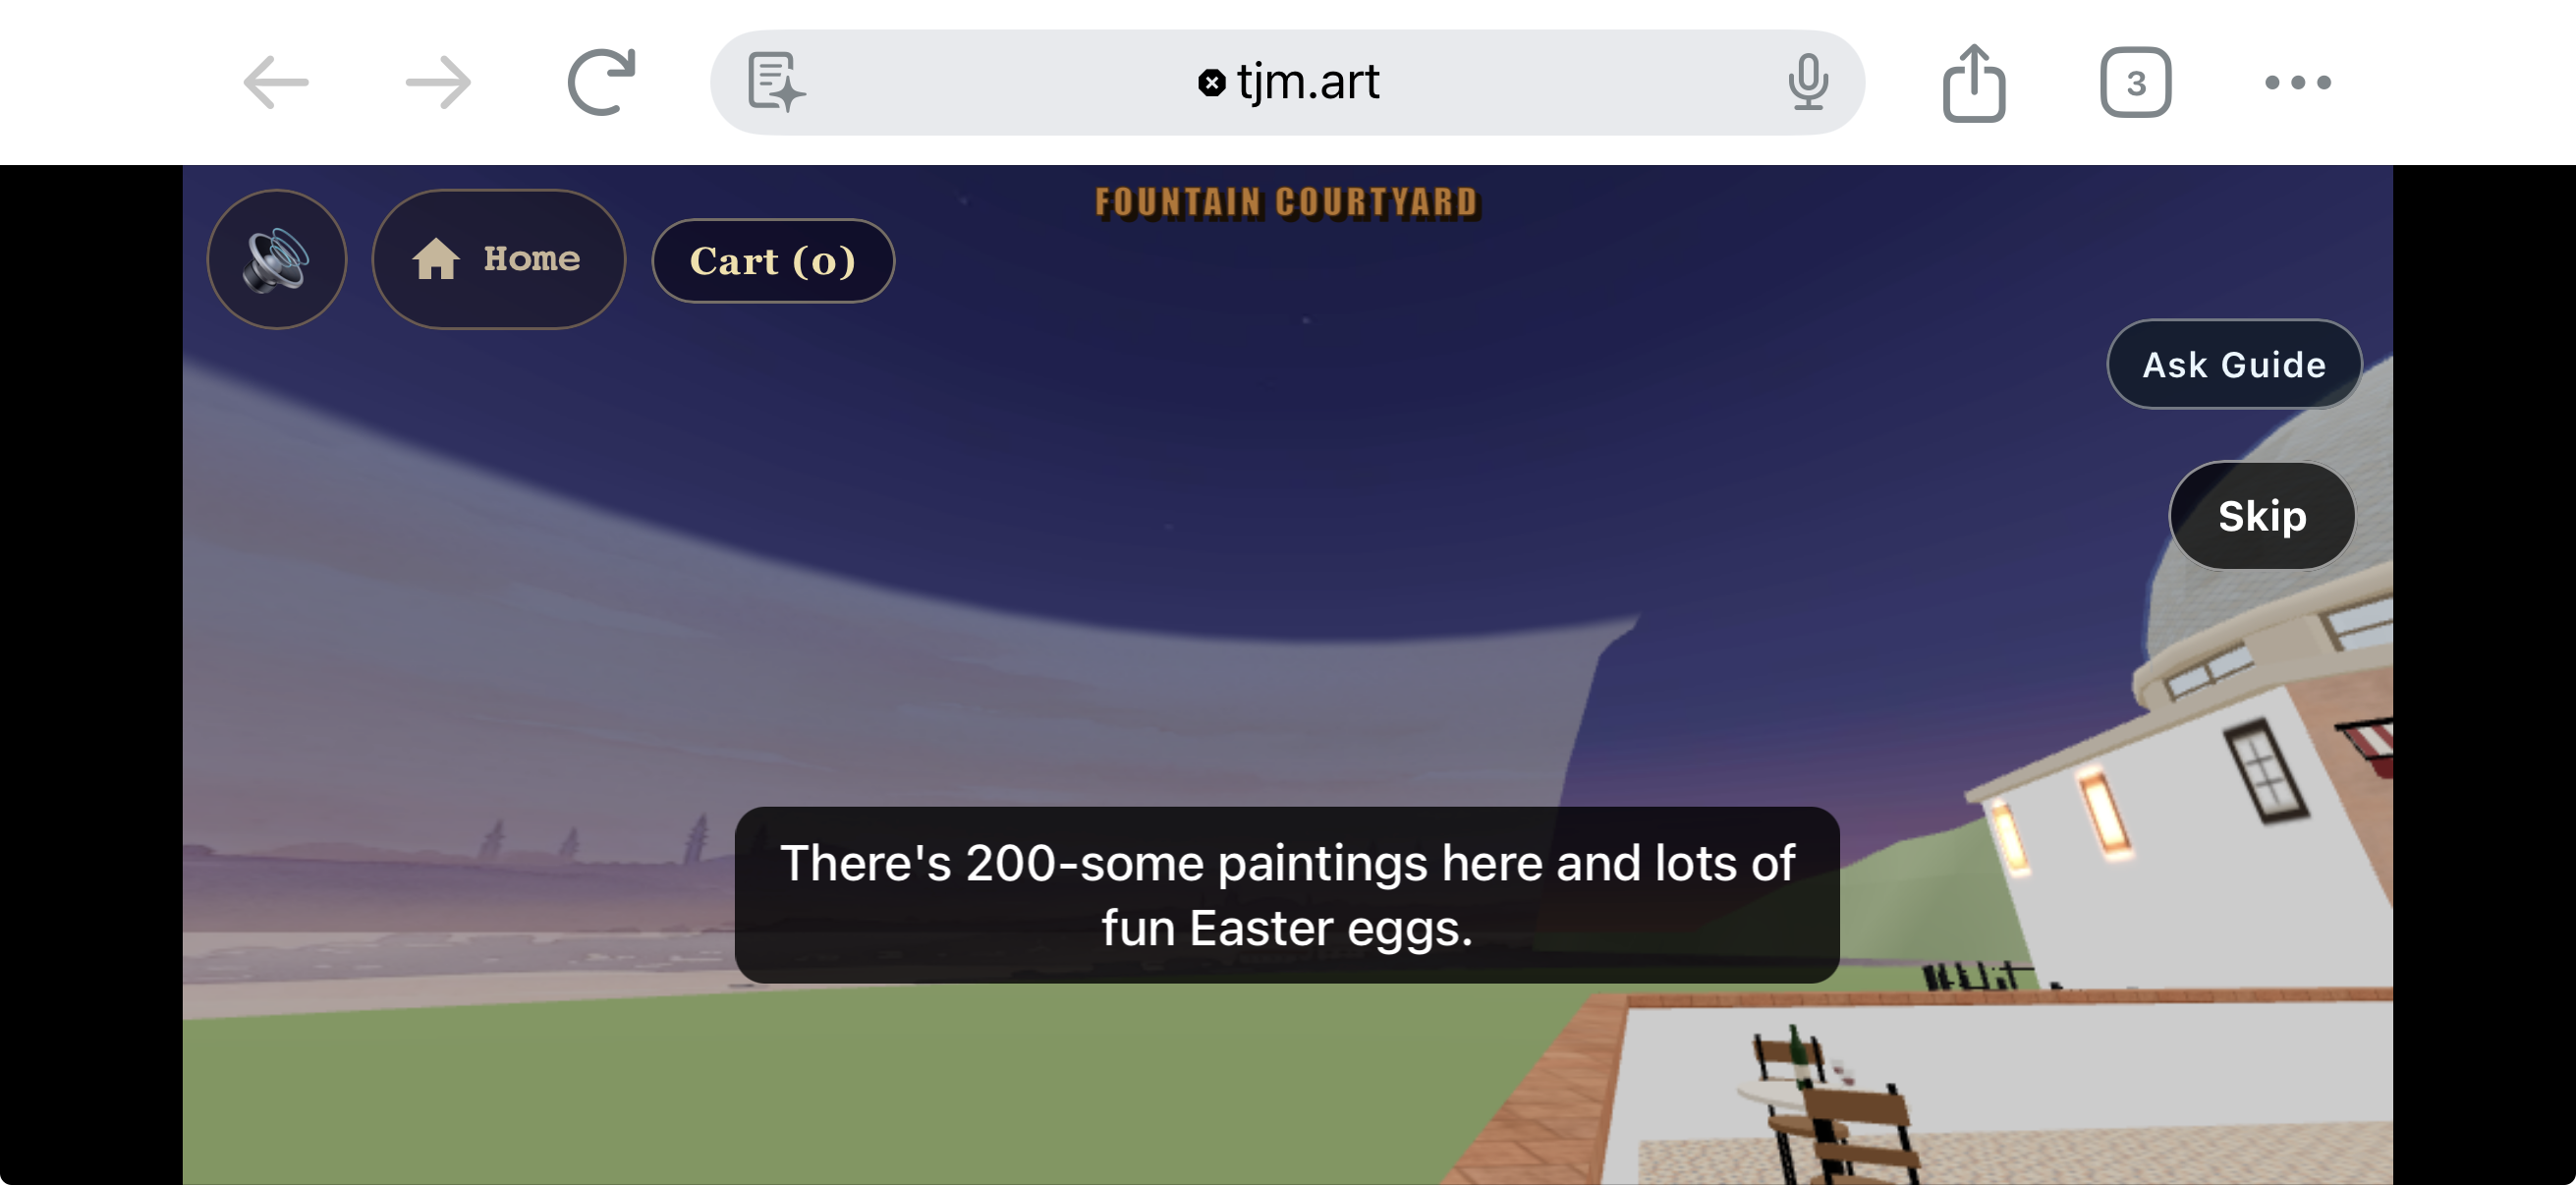 tjm.art
3
FOUNTAIN COURTYARD
Home
Cart (0)
Ask Guide
Skip
There's 200-some paintings here and lots of
fun Easter eggs.